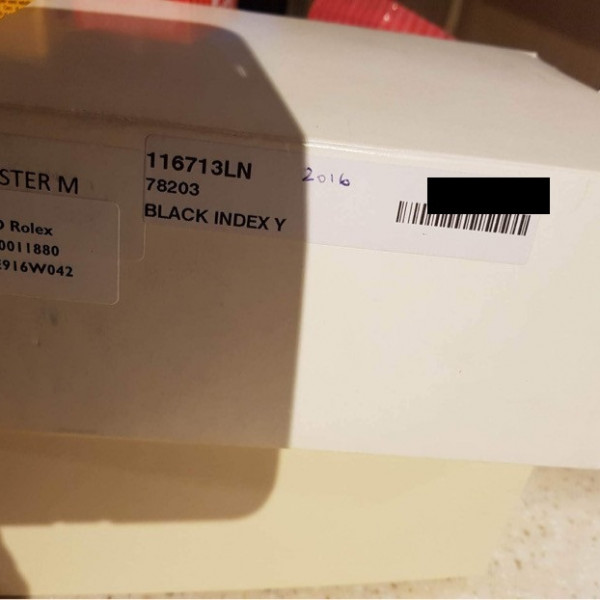 STER M
Rolex
0011880
916W042
116713LN
78203
BLACK INDEX Y
2016